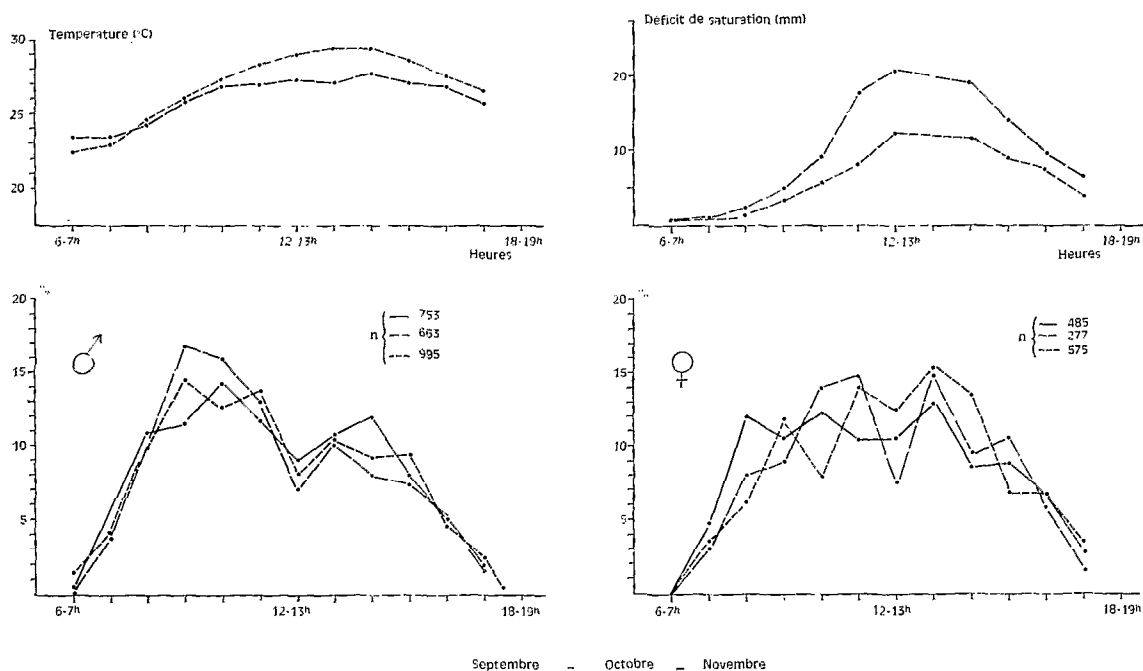 Temperature (°C)
30
25
20
6-7h 12-13h 18-19h
Heures
Déficit de saturation (mm)
20
10
6-7h 12-13h 18-19h
Heures
20
15
10
5
n
753
663
995
6-7h 12-13h 18-19h
20
15
10
5
n
485
277
575
6-7h 12-13h 18-19h
Septembre _ Octobre _ Novembre